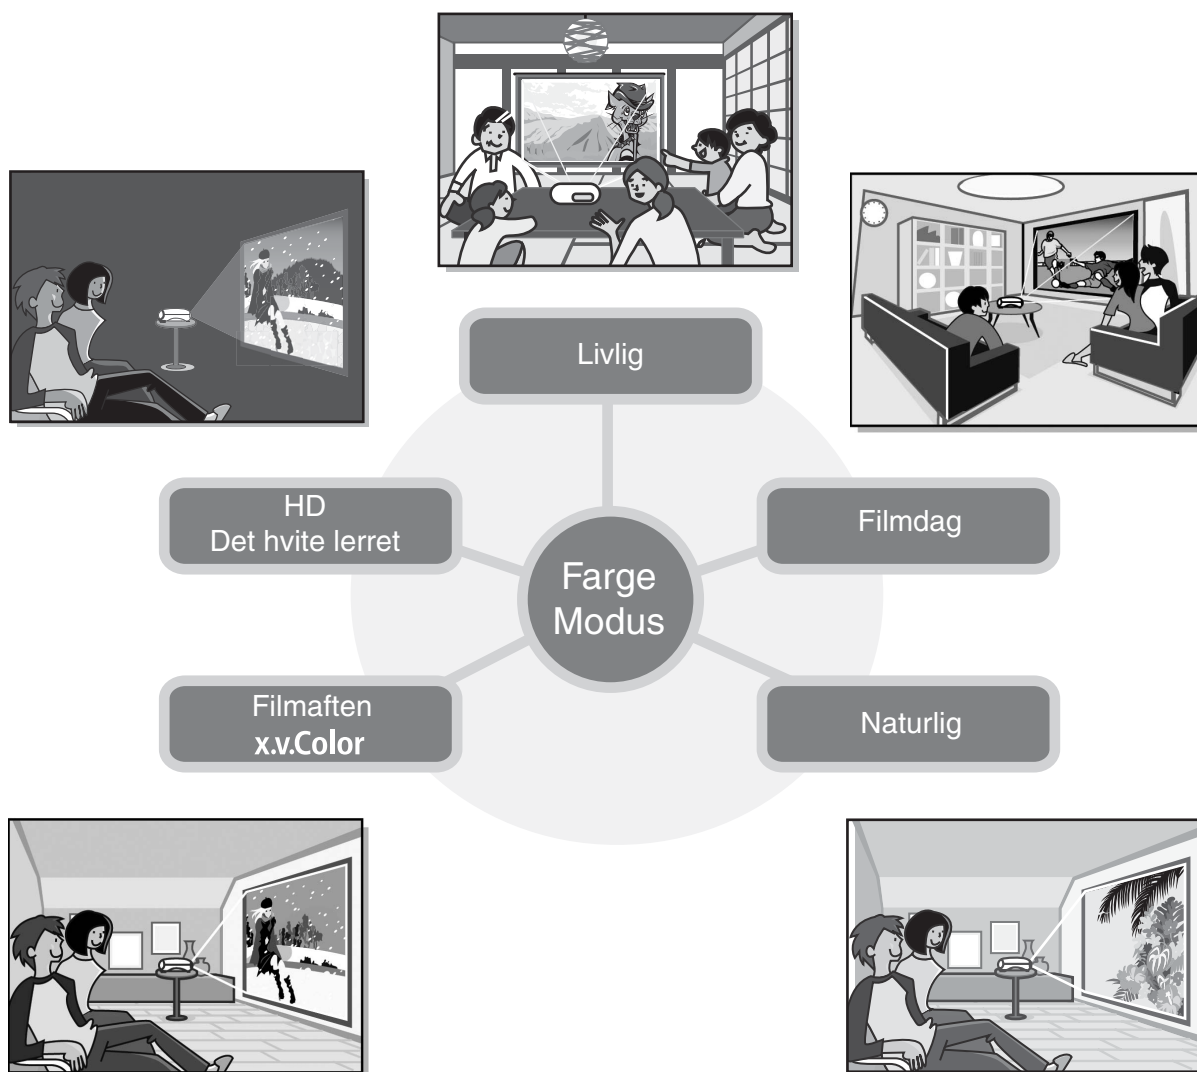 Livlig
HD
Det hvite lerret
Filmdag
Farge
Modus
Filmaften
x.v.Color
Naturlig